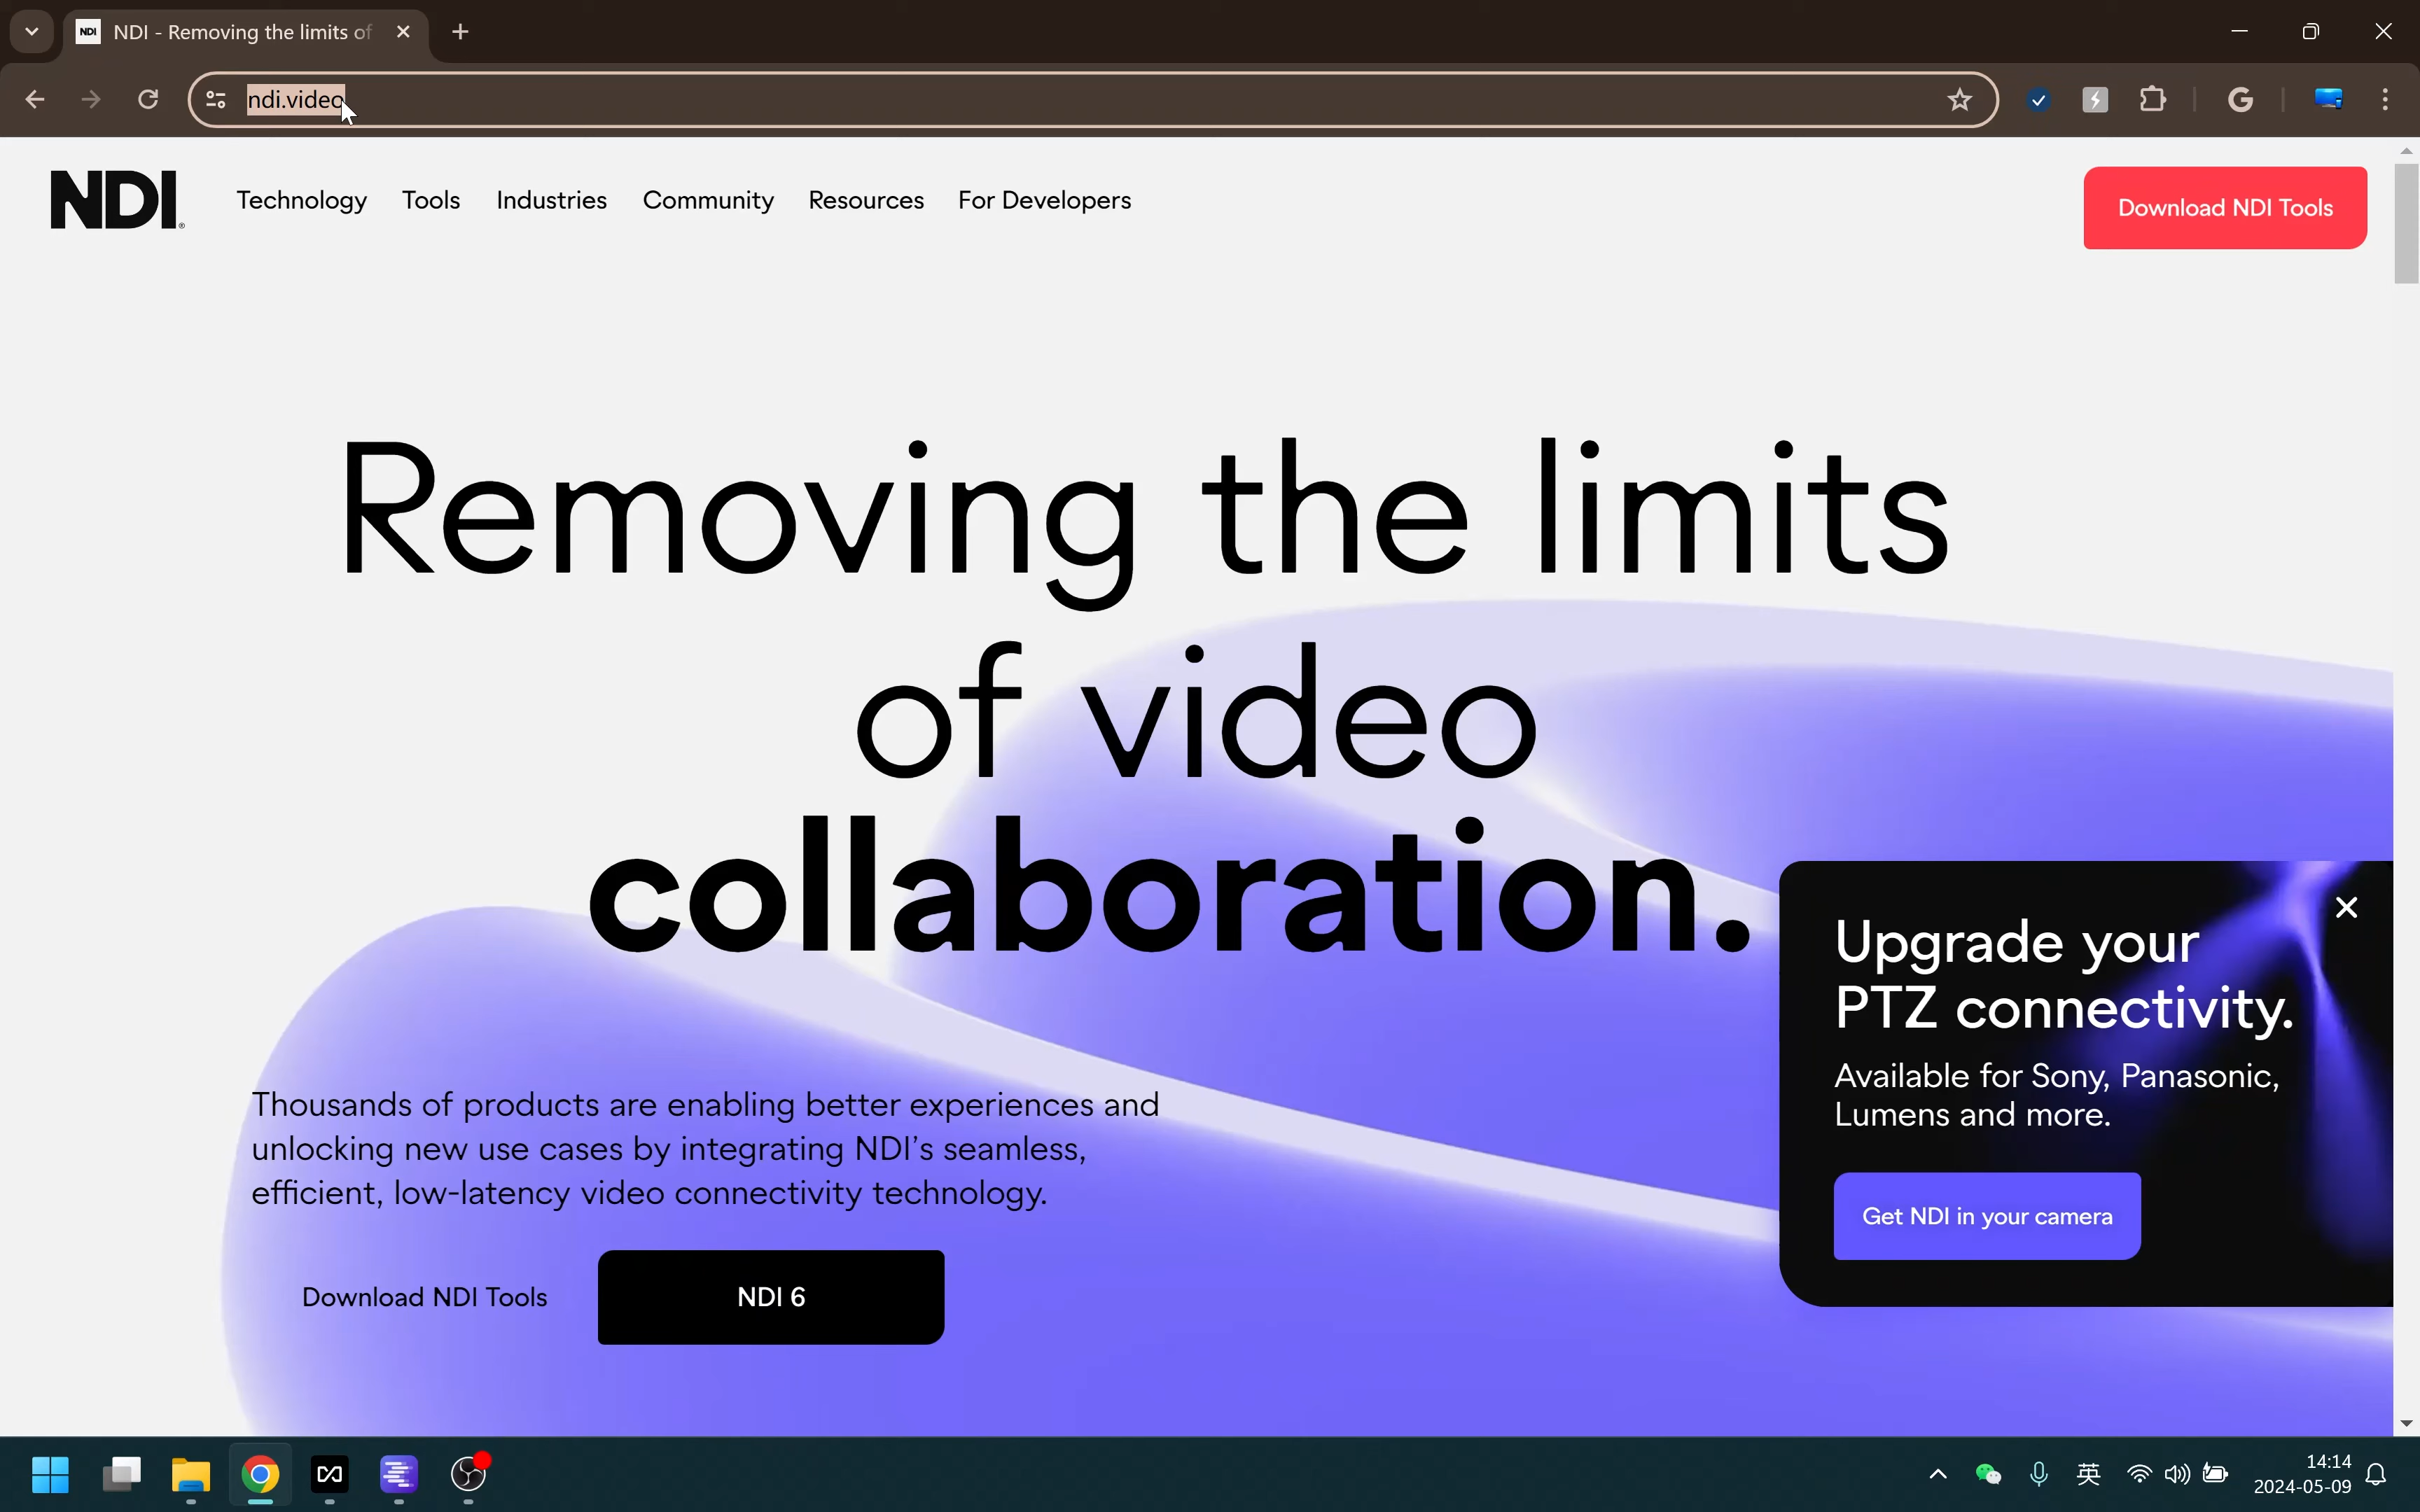 NDI
NDI - Removing the limits of
ndi.video
NDI®
Technology
Tools
Industries
Community
Resources
For Developers
Download NDI Tools
Removing the limits
of video
collaboration.
Thousands of products are enabling better experiences and
unlocking new use cases by integrating NDI’s seamless,
efficient, low-latency video connectivity technology.
Download NDI Tools
NDI 6
Upgrade your
PTZ connectivity.
Available for Sony, Panasonic,
Lumens and more.
Get NDI in your camera
英
14:14
2024-05-09